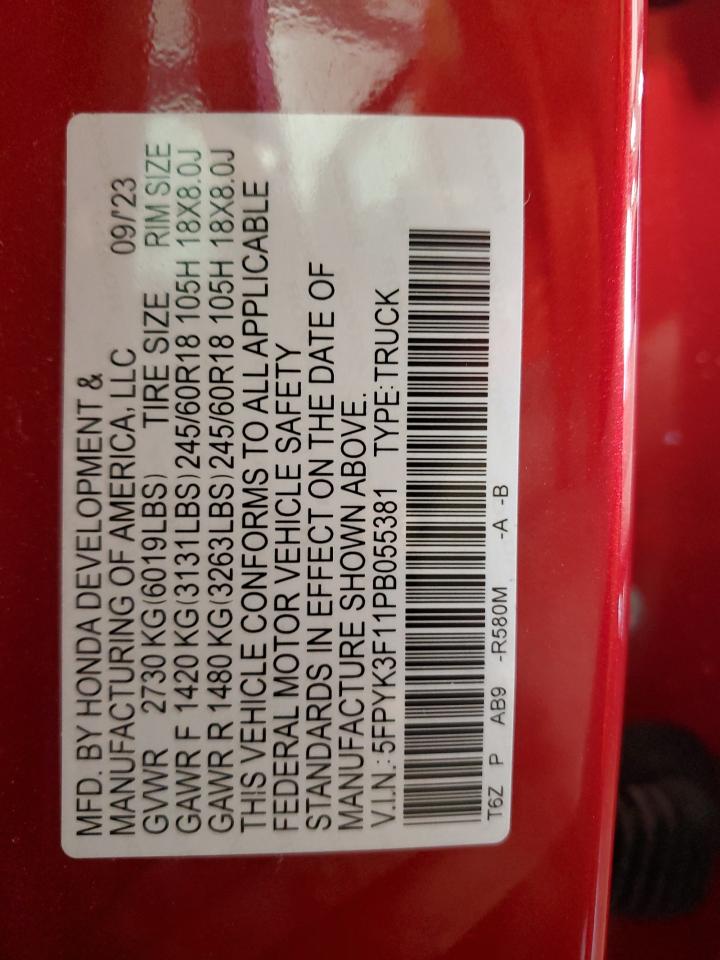 MFD. BY HONDA DEVELOPMENT &
MANUFACTURING OF AMERICA, LLC 09/'23
GVWR 2730 KG (6019LBS) TIRE SIZE RIM SIZE
GAWR F 1420 KG (3131LBS) 245/60R18 105H 18X8.0J
GAWR R 1480 KG (3263LBS) 245/60R18 105H 18X8.0J
THIS VEHICLE CONFORMS TO ALL APPLICABLE
FEDERAL MOTOR VEHICLE SAFETY
STANDARDS IN EFFECT ON THE DATE OF
MANUFACTURE SHOWN ABOVE.
V.I.N.: 5FPYK3F11PB055381 TYPE: TRUCK
T6Z P AB9 -R580M -A -B